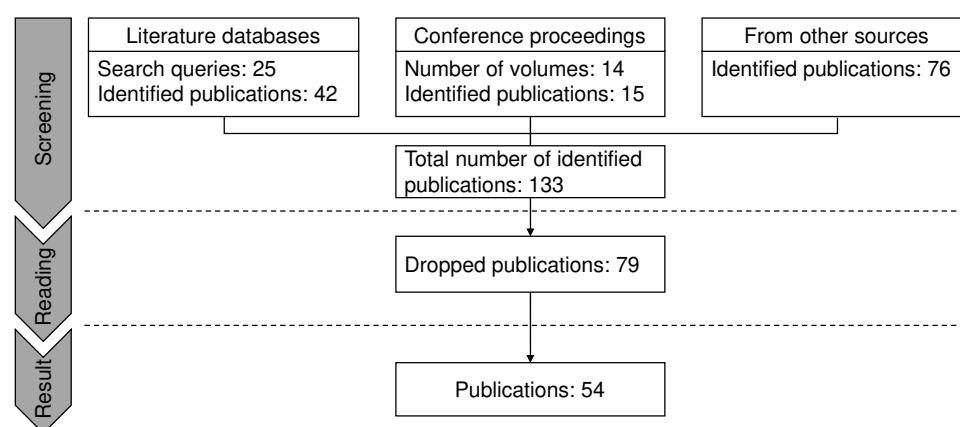 Screening
Literature databases
Search queries: 25
Identified publications: 42
Conference proceedings
Number of volumes: 14
Identified publications: 15
From other sources
Identified publications: 76
Total number of identified
publications: 133
Reading
Dropped publications: 79
Result
Publications: 54